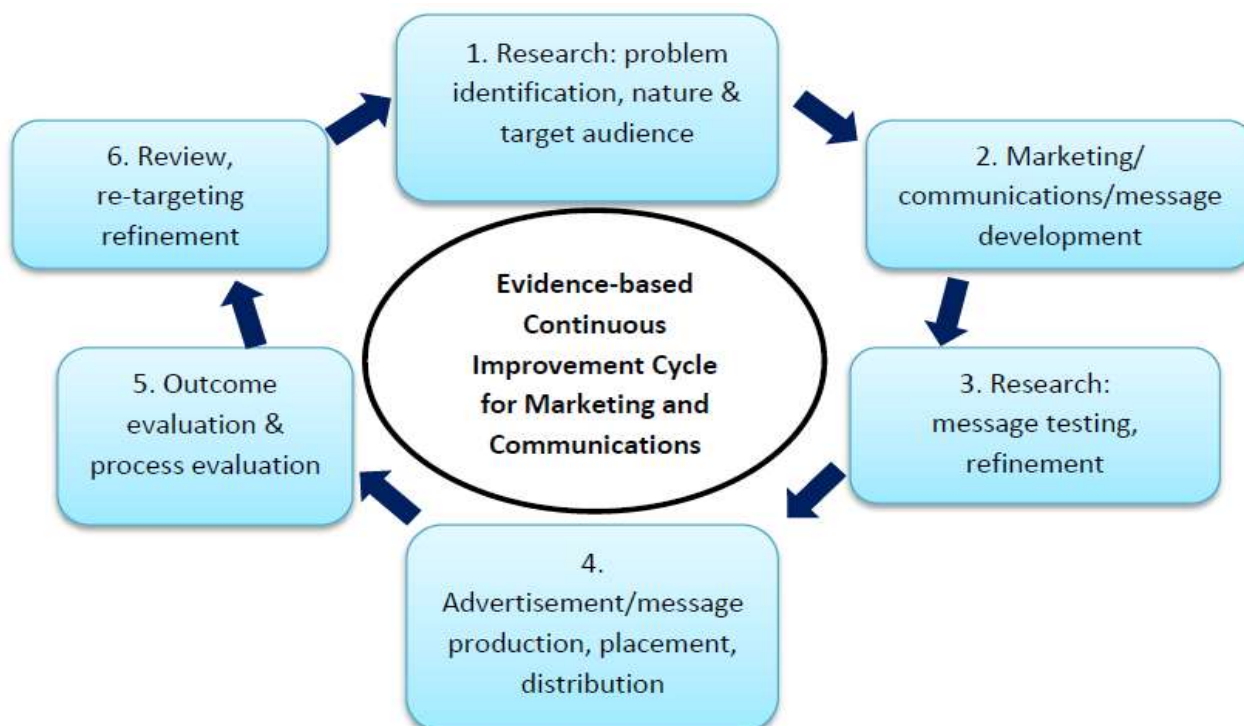 1. Research: problem
identification, nature &
target audience
2. Marketing/
communications/message
development
3. Research:
message testing,
refinement
4.
Advertisement/message
production, placement,
distribution
5. Outcome
evaluation &
process evaluation
6. Review,
re-targeting
refinement
Evidence-based
Continuous
Improvement Cycle
for Marketing and
Communications